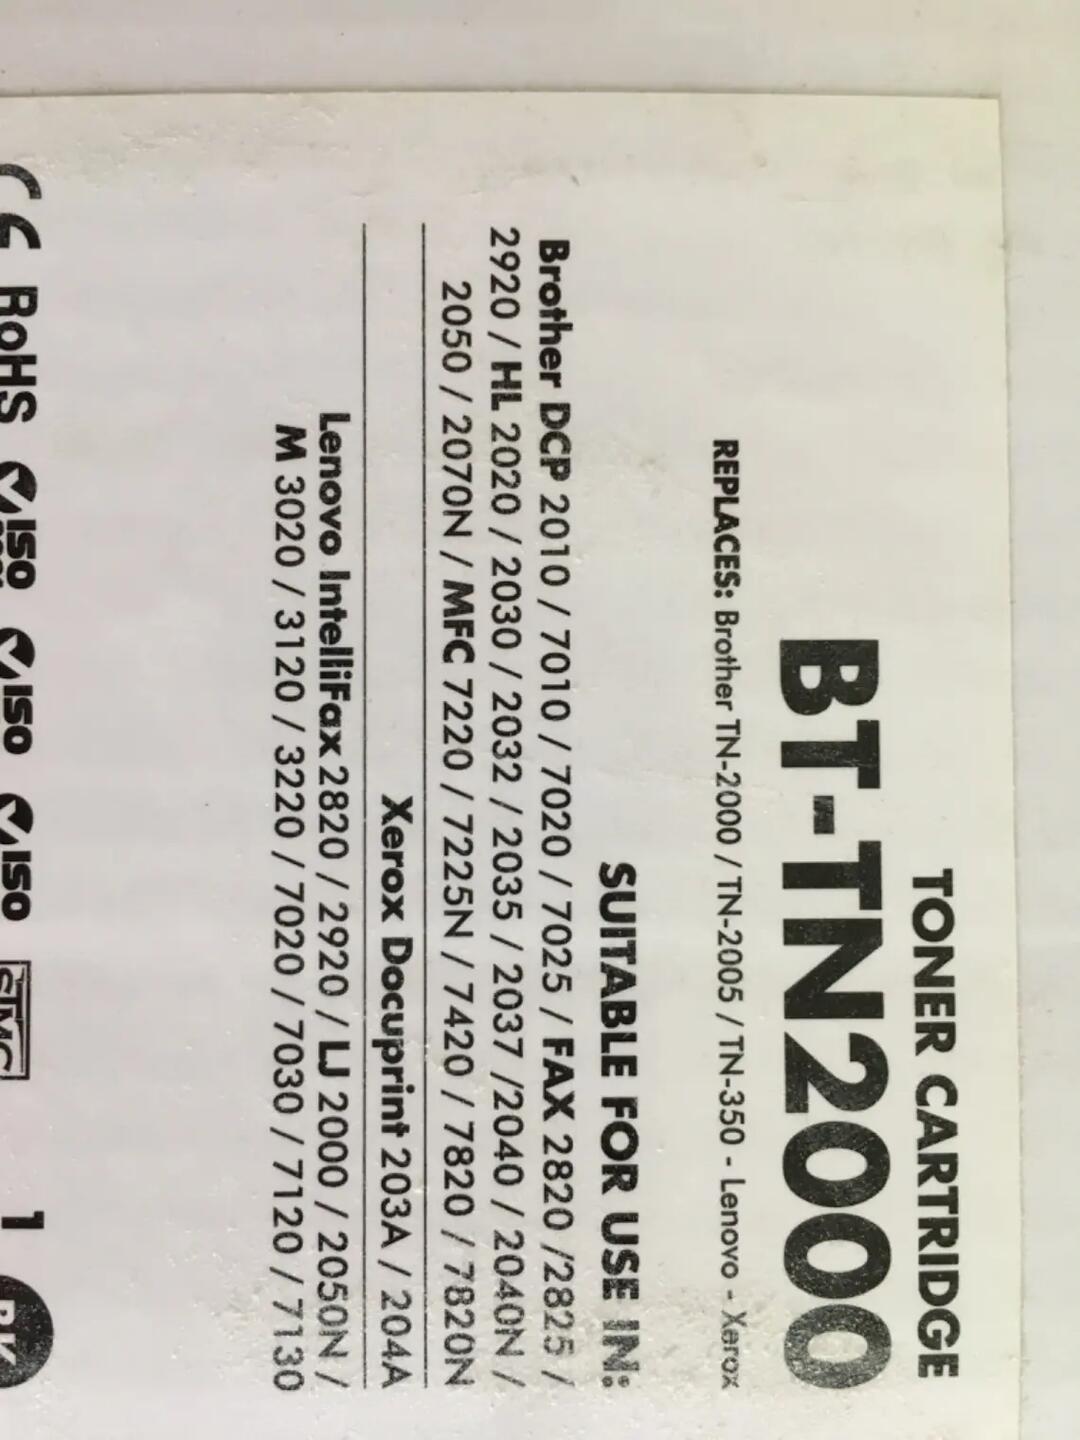 TONER CARTRIDGE
BT-TN2000
REPLACES: Brother TN-2000 / TN-2005 / TN-350 - Lenovo - Xerox
SUITABLE FOR USE IN:
Brother DCP 2010 / 7010 / 7020 / 7025 / FAX 2820 /2825 /
2920 / HL 2020 / 2030 / 2032 / 2035 / 2037 /2040 / 2040N /
2050 / 2070N / MFC 7220 / 7225N / 7420 / 7820 / 7820N
Xerox Docuprint 203A / 204A
Lenovo IntelliFax 2820 / 2920 / LJ 2000 / 2050N /
M 3020 / 3120 / 3220 / 7020 / 7030 / 7120 / 7130
CE RoHS ISO ISO ISO STMC 1 BK